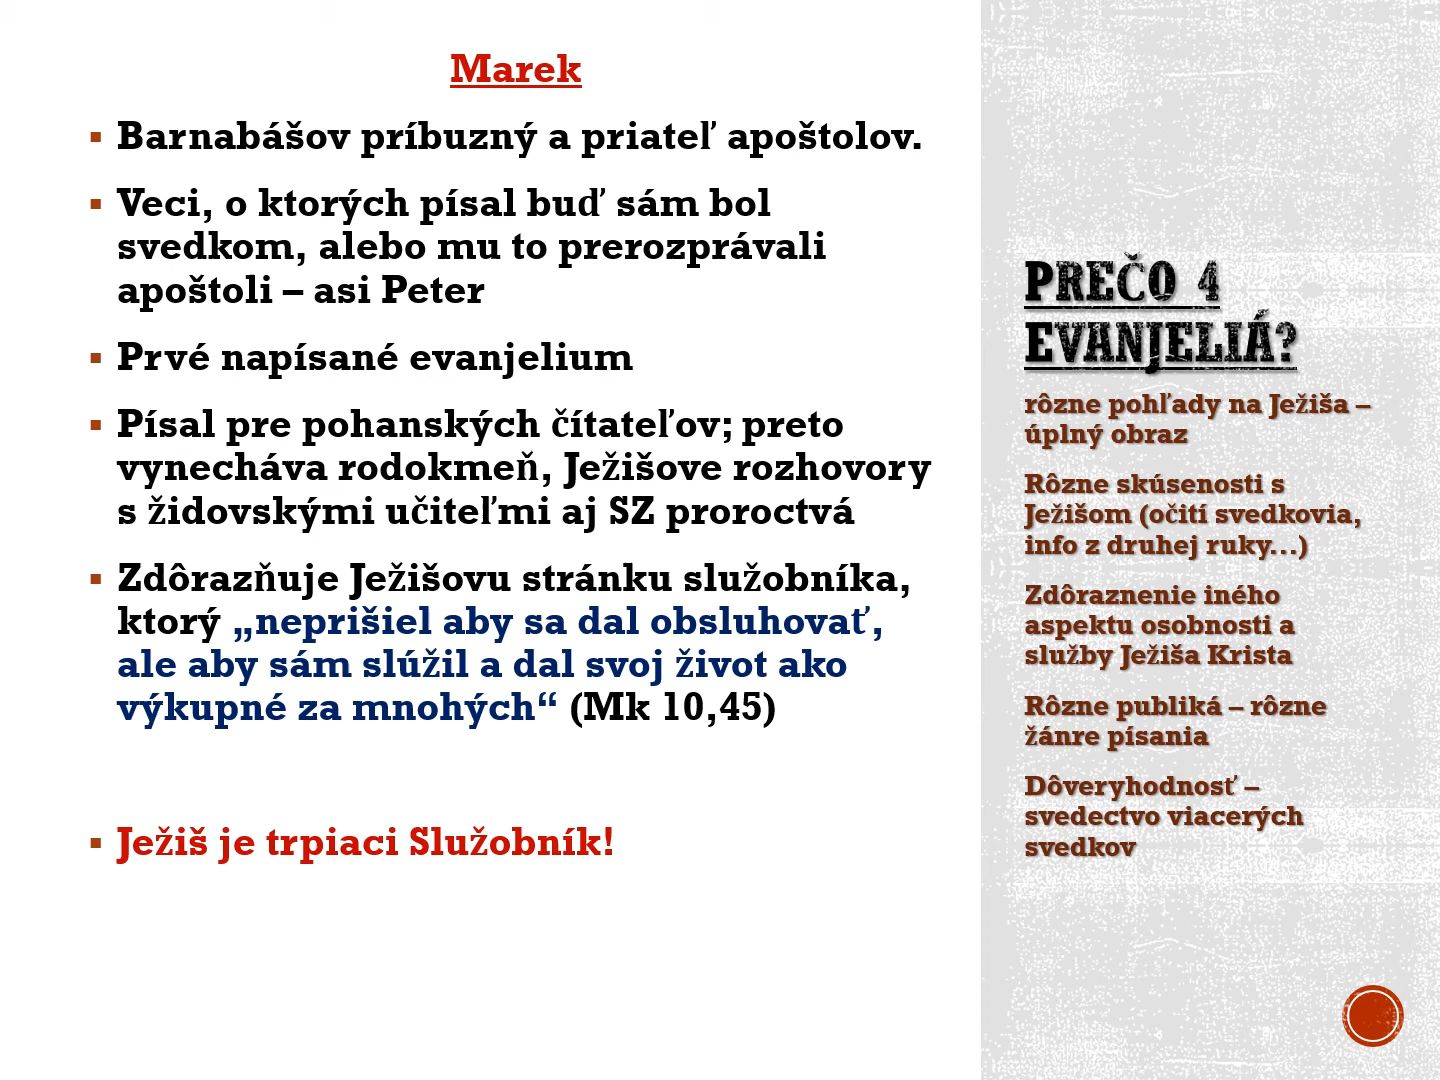 Marek
▪ Barnabášov príbuzný a priateľ apoštolov.
▪ Veci, o ktorých písal buď sám bol
svedkom, alebo mu to prerozprávali
apoštoli – asi Peter
▪ Prvé napísané evanjelium
▪ Písal pre pohanských čítateľov; preto
vynecháva rodokmeň, Ježišove rozhovory
s židovskými učiteľmi aj SZ proroctvá
▪ Zdôrazňuje Ježišovu stránku služobníka,
ktorý „neprišiel aby sa dal obsluhovať,
ale aby sám slúžil a dal svoj život ako
výkupné za mnohých“ (Mk 10,45)
▪ Ježiš je trpiaci Služobník!
PREČO 4
EVANJELIÁ?
rôzne pohľady na Ježiša –
úplný obraz
Rôzne skúsenosti s
Ježišom (očití svedkovia,
info z druhej ruky...)
Zdôraznenie iného
aspektu osobnosti a
služby Ježiša Krista
Rôzne publiká – rôzne
žánre písania
Dôveryhodnosť –
svedectvo viacerých
svedkov